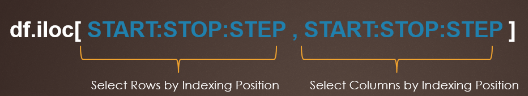 df.iloc[ START:STOP:STEP , START:STOP:STEP ]
Select Rows by Indexing Position Select Columns by Indexing Position